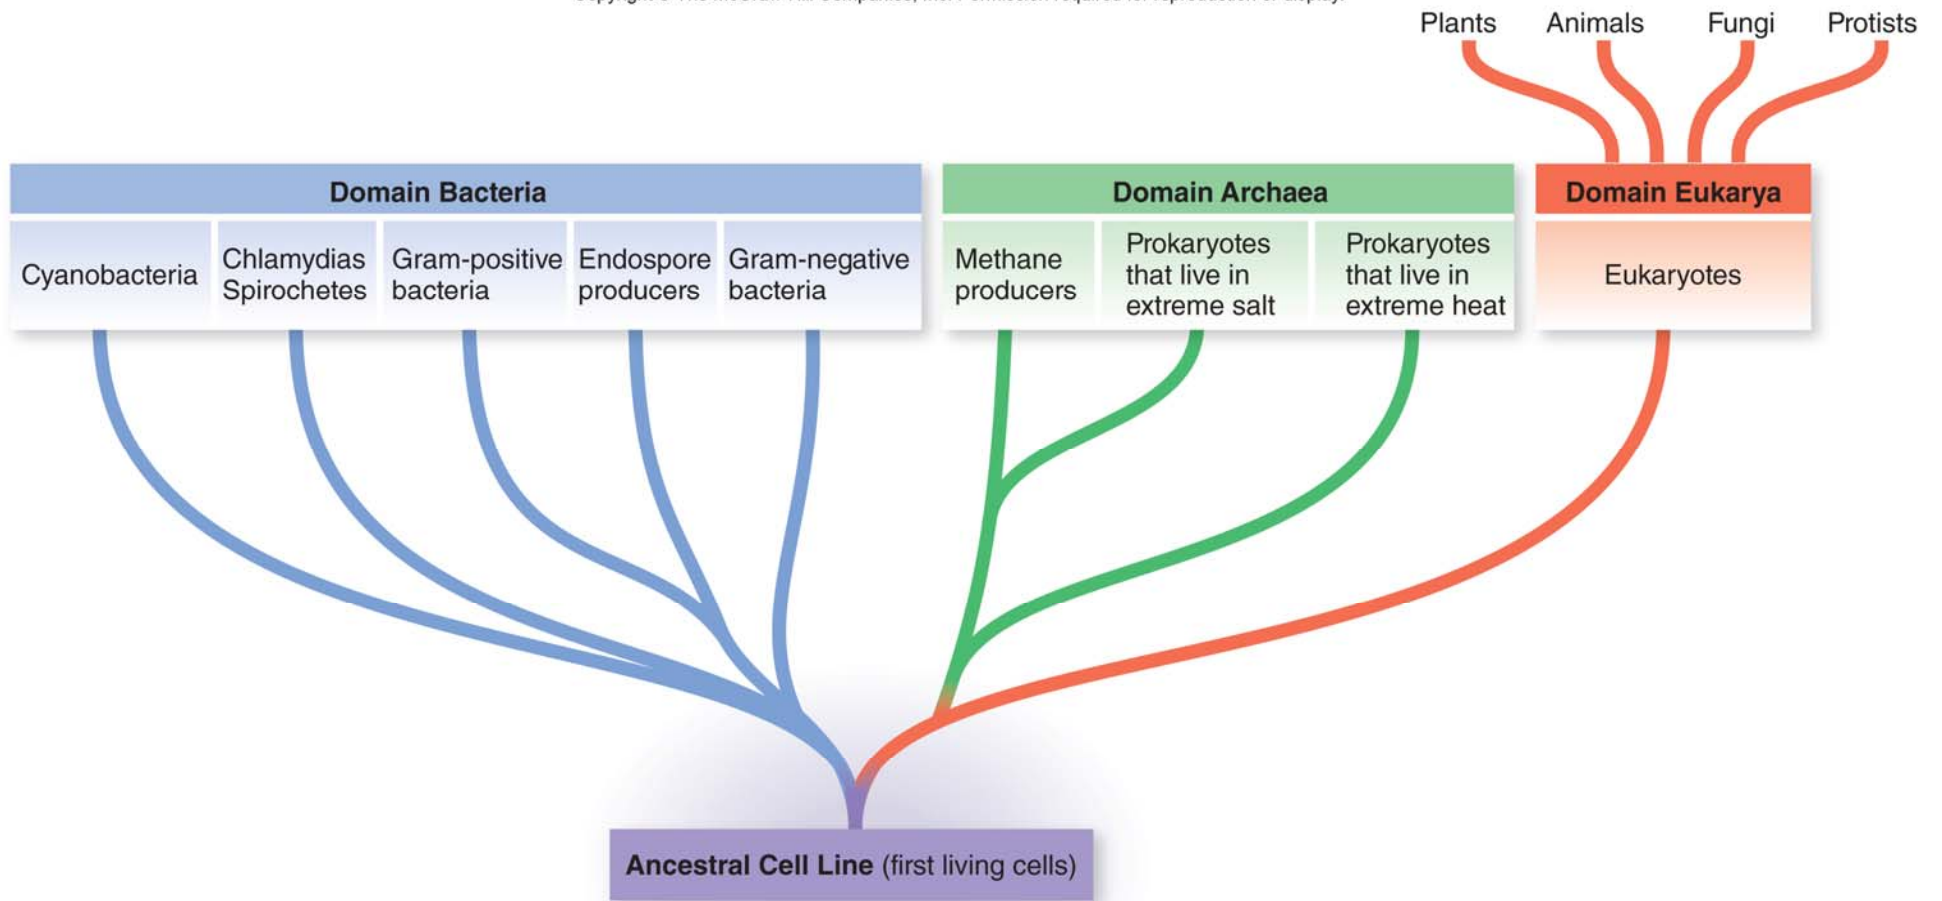 Plants
Animals
Fungi
Protists
Domain Bacteria
Cyanobacteria
Chlamydias
Spirochetes
Gram-positive
bacteria
Endospore
producers
Gram-negative
bacteria
Domain Archaea
Methane
producers
Prokaryotes
that live in
extreme salt
Prokaryotes
that live in
extreme heat
Domain Eukarya
Eukaryotes
Ancestral Cell Line (first living cells)